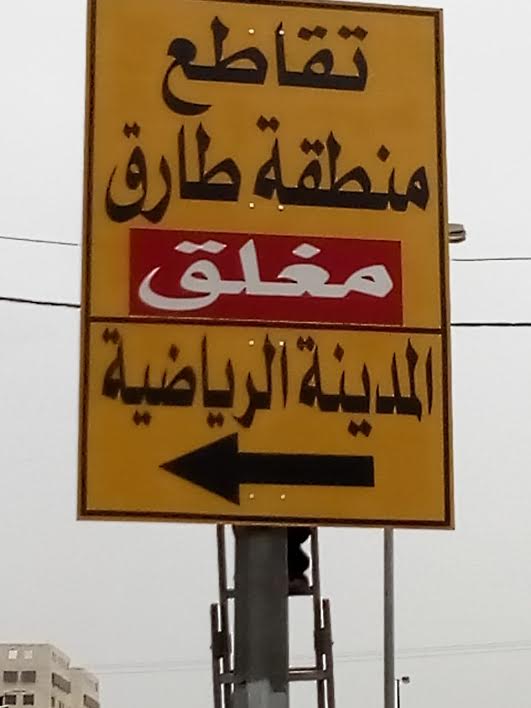 تقاطع
منطقة طارق
مغلق
المدينة الرياضية